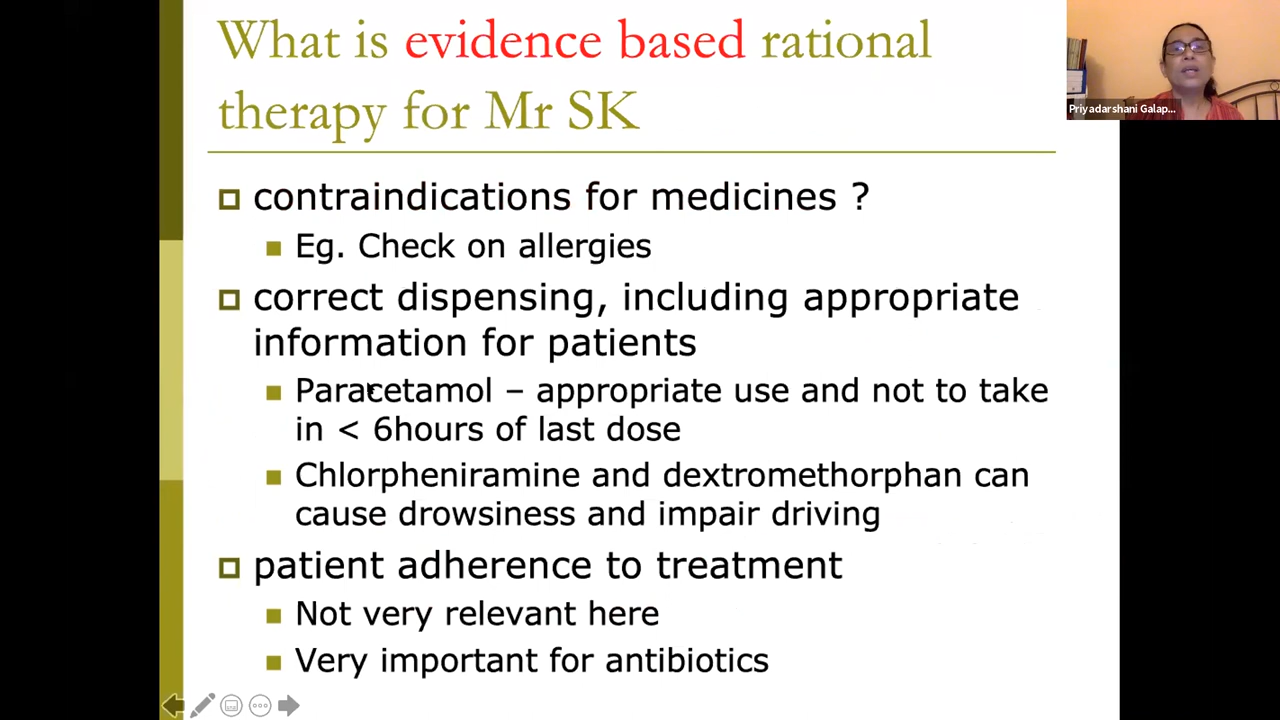 What is evidence based rational
therapy for Mr SK
contraindications for medicines ?
Eg. Check on allergies
correct dispensing, including appropriate
information for patients
Paracetamol – appropriate use and not to take
in < 6hours of last dose
Chlorpheniramine and dextromethorphan can
cause drowsiness and impair driving
patient adherence to treatment
Not very relevant here
Very important for antibiotics
Priyadarshani Galap...